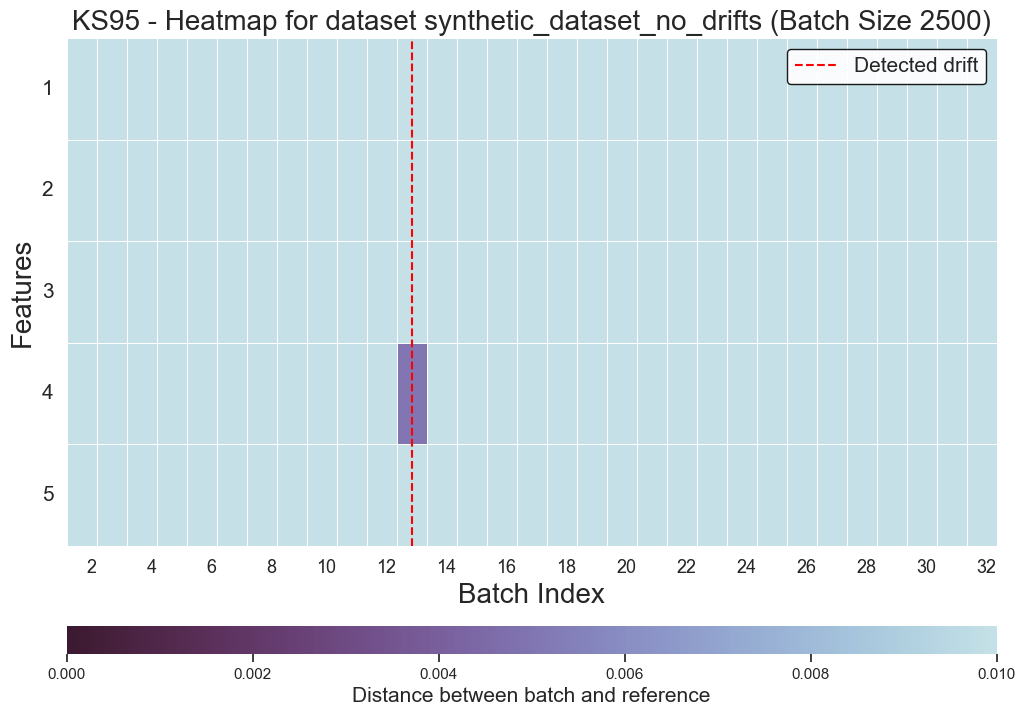 KS95 - Heatmap for dataset synthetic_dataset_no_drifts (Batch Size 2500)
Detected drift
1
2
3
4
5
Features
2 4 6 8 10 12 14 16 18 20 22 24 26 28 30 32
Batch Index
0.000 0.002 0.004 0.006 0.008 0.010
Distance between batch and reference